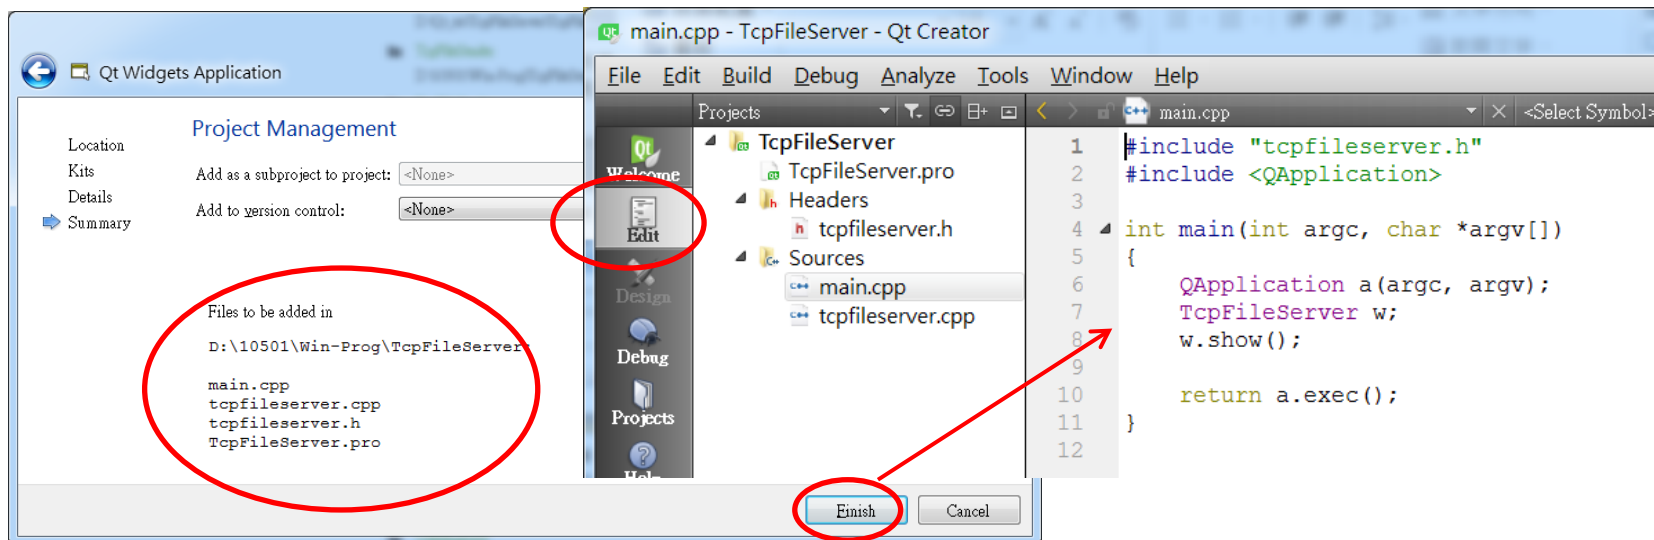 Qt Widgets Application
Location
Kits
Details
Summary
Project Management
Add as a subproject to project: <None>
Add to version control: <None>
Files to be added in
D:\10501\Win-Prog\TcpFileServer:
main.cpp
tcpfileserver.cpp
tcpfileserver.h
TcpFileServer.pro
Finish
Cancel
main.cpp - TcpFileServer - Qt Creator
File Edit Build Debug Analyze Tools Window Help
Projects
main.cpp
<Select Symbol>
Welcome
Edit
Design
Debug
Projects
Help
TcpFileServer
TcpFileServer.pro
Headers
tcpfileserver.h
Sources
main.cpp
tcpfileserver.cpp
1 #include "tcpfileserver.h"
2 #include <QApplication>
3
4 int main(int argc, char *argv[])
5 {
6 QApplication a(argc, argv);
7 TcpFileServer w;
8 w.show();
9
10 return a.exec();
11 }
12